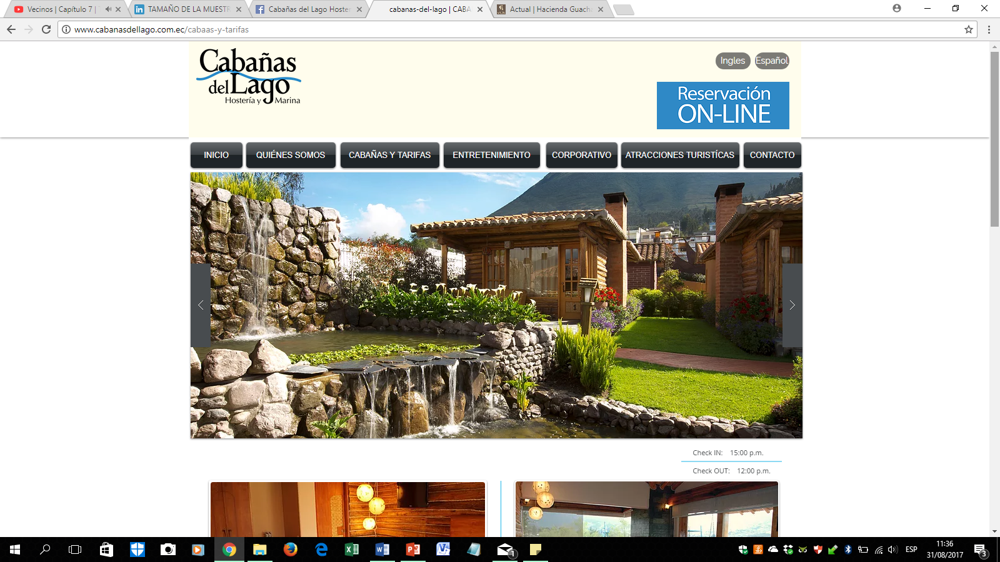 Vecinos | Capítulo 7 |
TAMAÑO DE LA MUESTR
Cabañas del Lago Hoster
cabanas-del-lago | CABA
Actual | Hacienda Guach
www.cabanasdellago.com.ec/cabaas-y-tarifas
Cabañas
del Lago
Hostería y Marina
Ingles
Español
Reservación
ON-LINE
INICIO
QUIÉNES SOMOS
CABAÑAS Y TARIFAS
ENTRETENIMIENTO
CORPORATIVO
ATRACCIONES TURISTÍCAS
CONTACTO
1
Check IN: 15:00 p.m.
Check OUT: 12:00 p.m.
1
ESP
11:36
31/08/2017
3